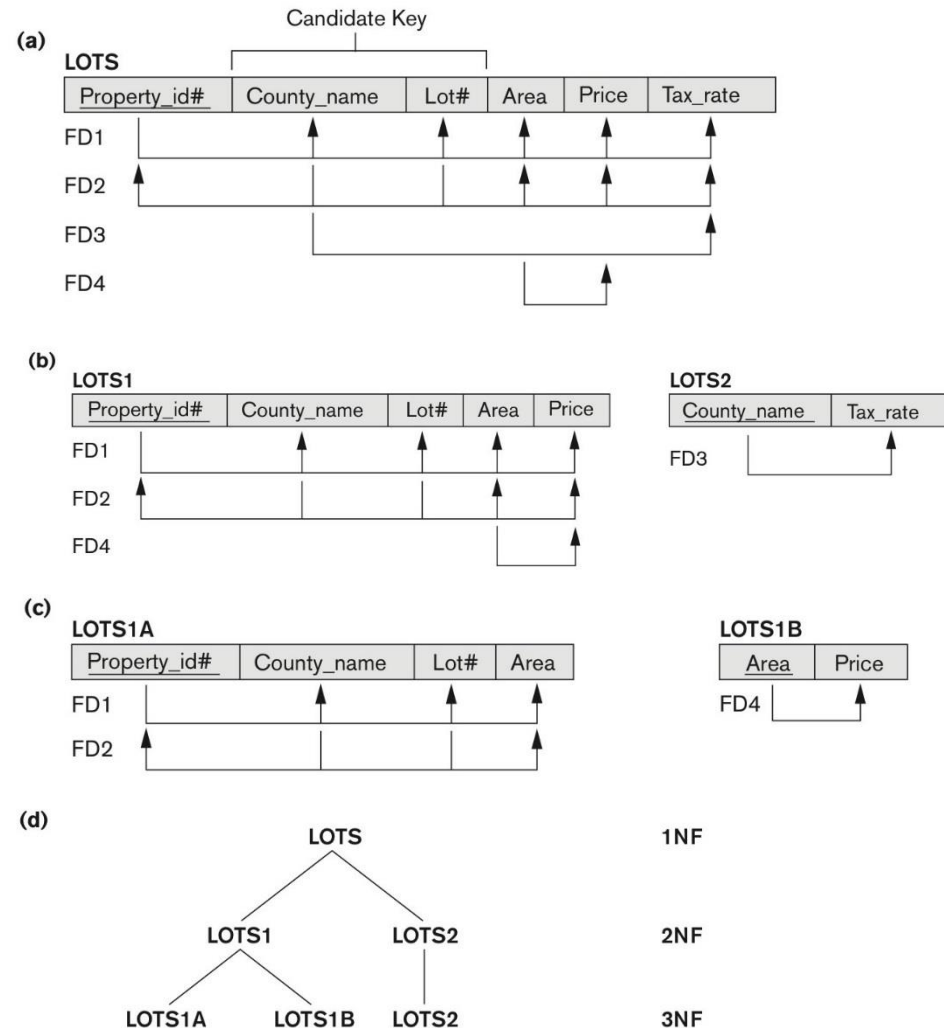 Candidate Key
(a)
LOTS
Property_id# County_name Lot# Area Price Tax_rate
FD1
FD2
FD3
FD4
(b)
LOTS1
Property_id# County_name Lot# Area Price
FD1
FD2
FD4
LOTS2
County_name Tax_rate
FD3
(c)
LOTS1A
Property_id# County_name Lot# Area
FD1
FD2
LOTS1B
Area Price
FD4
(d)
LOTS 1NF
LOTS1 LOTS2 2NF
LOTS1A LOTS1B LOTS2 3NF